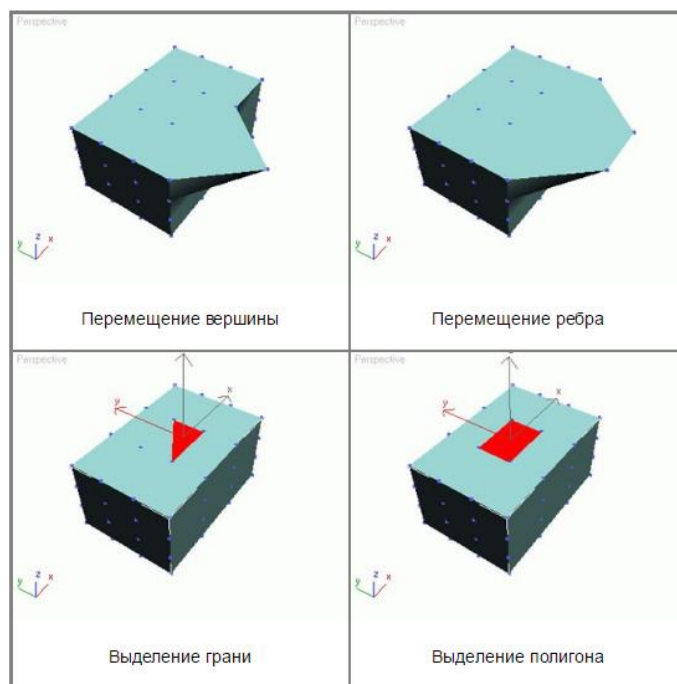 Perspective
Perspective
z
y
x
z
y
x
Перемещение вершины
Перемещение ребра
Perspective
Perspective
y
x
y
x
z
y
x
z
y
x
Выделение грани
Выделение полигона